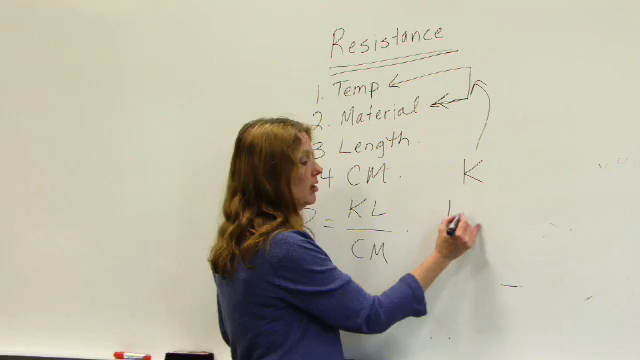 Resistance
1. Temp
2. Material
3 Length.
4 CM.
K
= KL
CM.